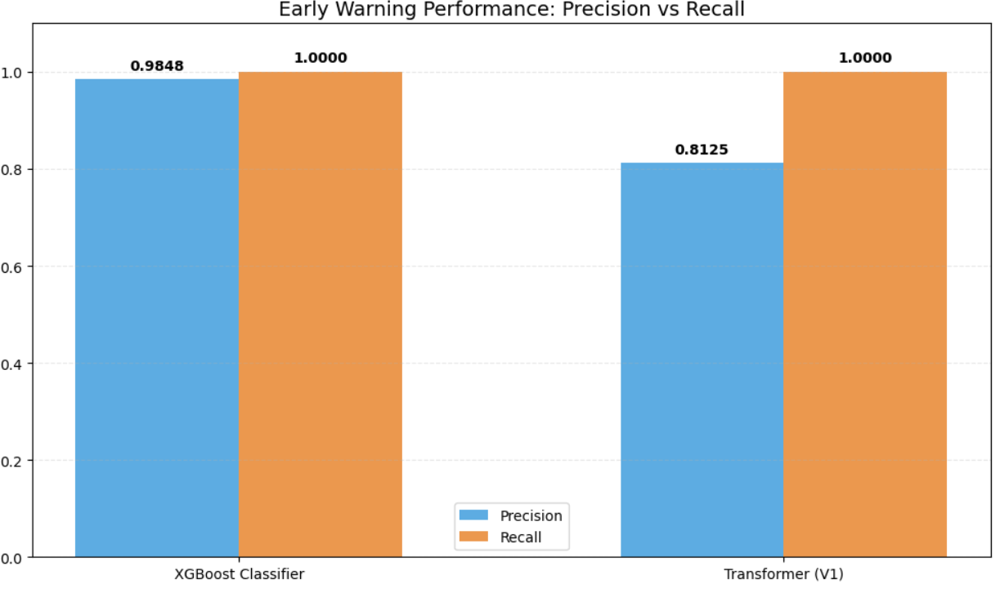 Early Warning Performance: Precision vs Recall
0.9848
1.0000
1.0000
0.8125
1.0
0.8
0.6
0.4
0.2
0.0
Precision
Recall
XGBoost Classifier
Transformer (V1)